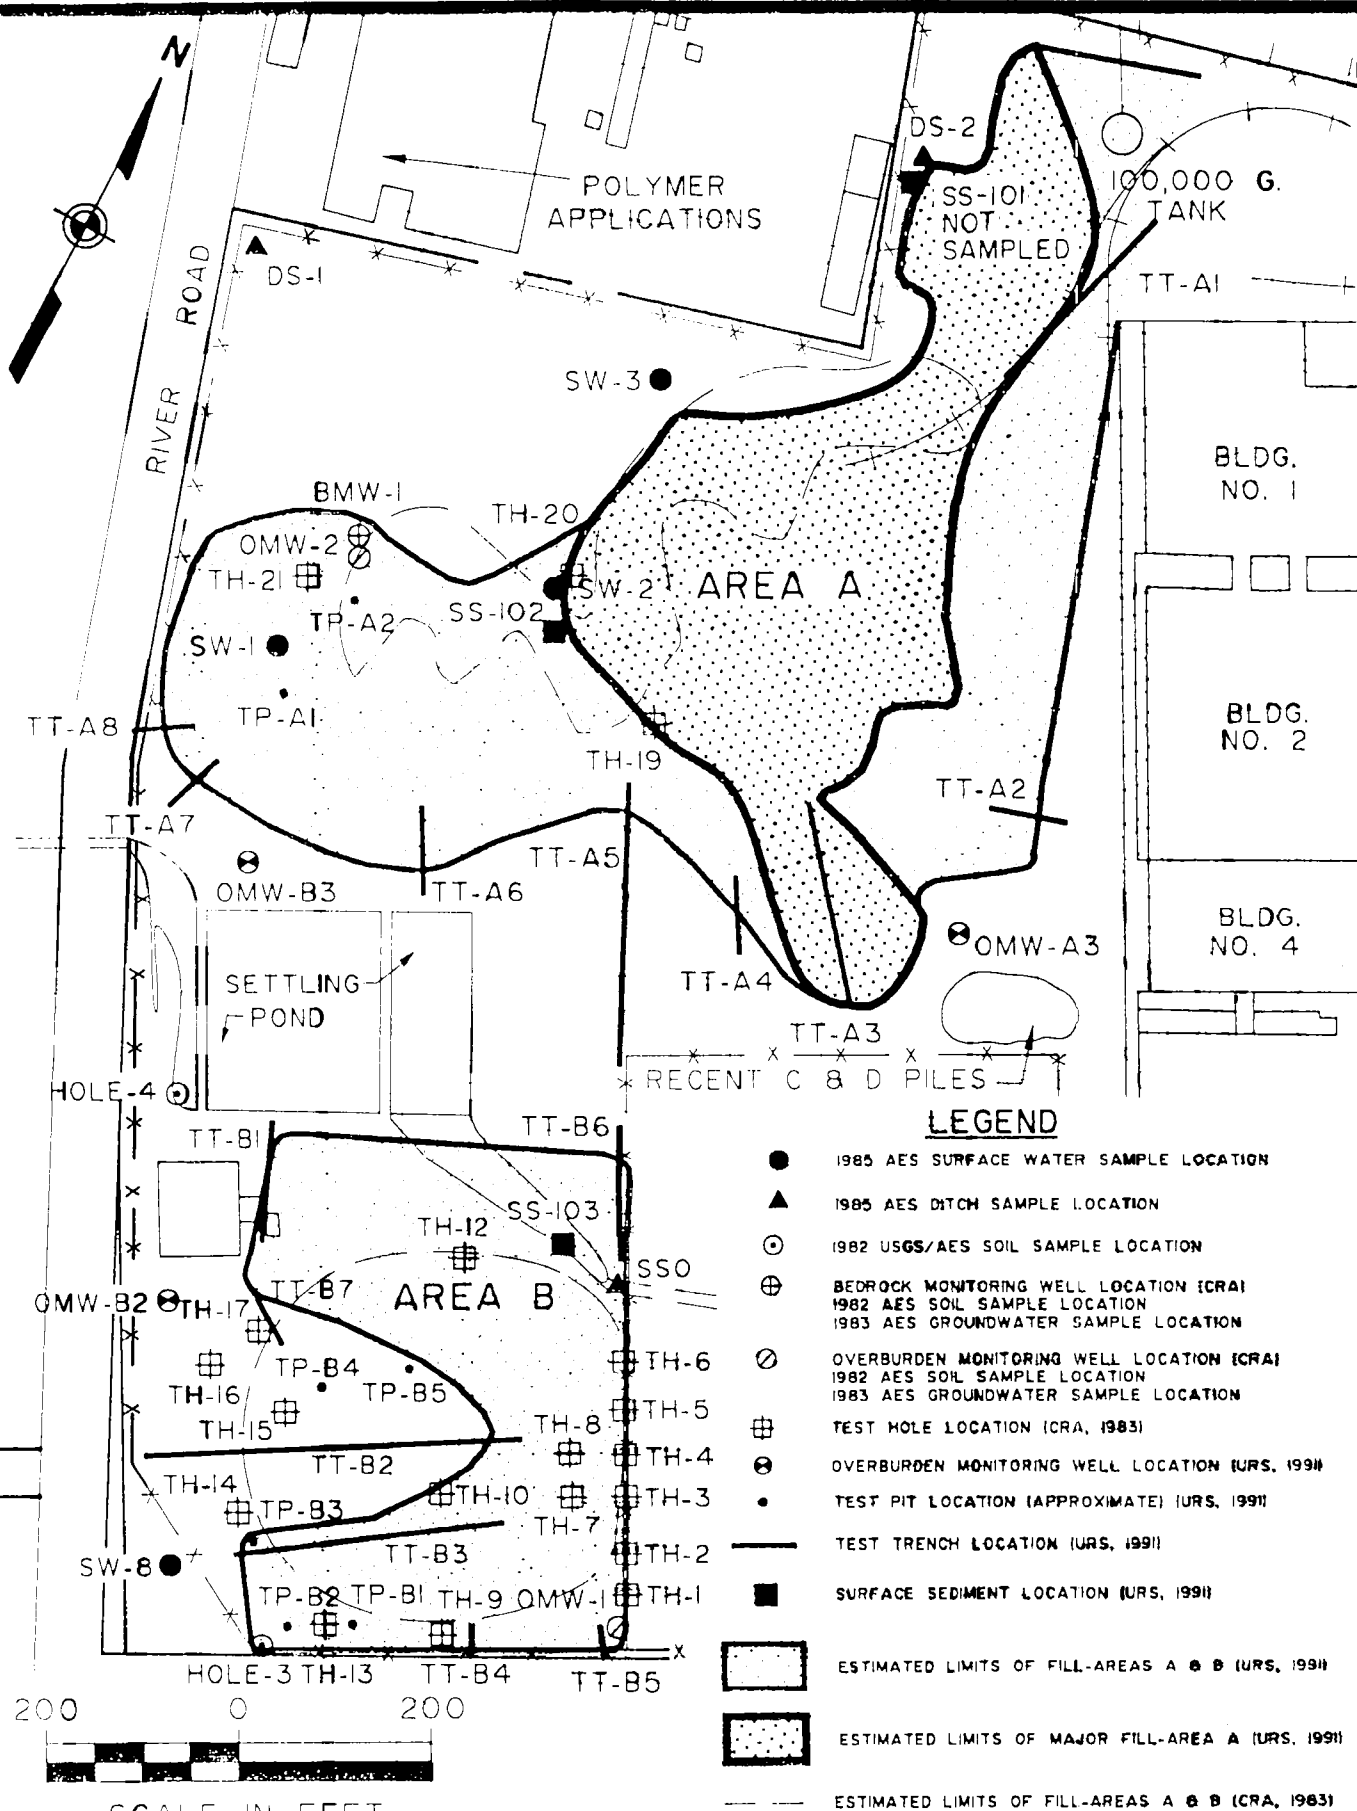 N
DS-2
POLYMER
APPLICATIONS
SS-101
NOT
SAMPLED
100,000 G.
TANK
RIVER ROAD
DS-1
TT-A1
SW-3
BLDG.
NO. 1
BMW-1
TH-20
OMW-2
TH-21
SW-2
AREA A
SS-102
TP-A2
SW-1
TP-A1
TT-A8
BLDG.
NO. 2
TH-19
TT-A2
TT-A7
TT-A5
OMW-B3
TT-A6
BLDG.
NO. 4
OMW-A3
SETTLING
POND
TT-A4
TT-A3
RECENT C & D PILES
HOLE-4
TT-B1
TT-B6
SS-103
TH-12
SSO
TT-B7
AREA B
OMW-B2
TH-17
TP-B4
TH-6
TH-16
TP-B5
TH-15
TH-8
TH-5
TT-B2
TH-4
TH-14
TP-B3
TH-10
TH-3
TH-7
TT-B3
TH-2
SW-8
TP-B2
TP-B1
TH-9
OMW-1
TH-1
HOLE-3
TH-13
TT-B4
TT-B5
200 0 200
SCALE IN FEET
LEGEND
1985 AES SURFACE WATER SAMPLE LOCATION
1985 AES DITCH SAMPLE LOCATION
1982 USGS/AES SOIL SAMPLE LOCATION
BEDROCK MONITORING WELL LOCATION (CRA)
1982 AES SOIL SAMPLE LOCATION
1983 AES GROUNDWATER SAMPLE LOCATION
OVERBURDEN MONITORING WELL LOCATION (CRA)
1982 AES SOIL SAMPLE LOCATION
1983 AES GROUNDWATER SAMPLE LOCATION
TEST HOLE LOCATION (CRA, 1983)
OVERBURDEN MONITORING WELL LOCATION (URS, 1991)
TEST PIT LOCATION (APPROXIMATE) (URS, 1991)
TEST TRENCH LOCATION (URS, 1991)
SURFACE SEDIMENT LOCATION (URS, 1991)
ESTIMATED LIMITS OF FILL-AREAS A & B (URS, 1991)
ESTIMATED LIMITS OF MAJOR FILL-AREA A (URS, 1991)
ESTIMATED LIMITS OF FILL-AREAS A & B (CRA, 1983)